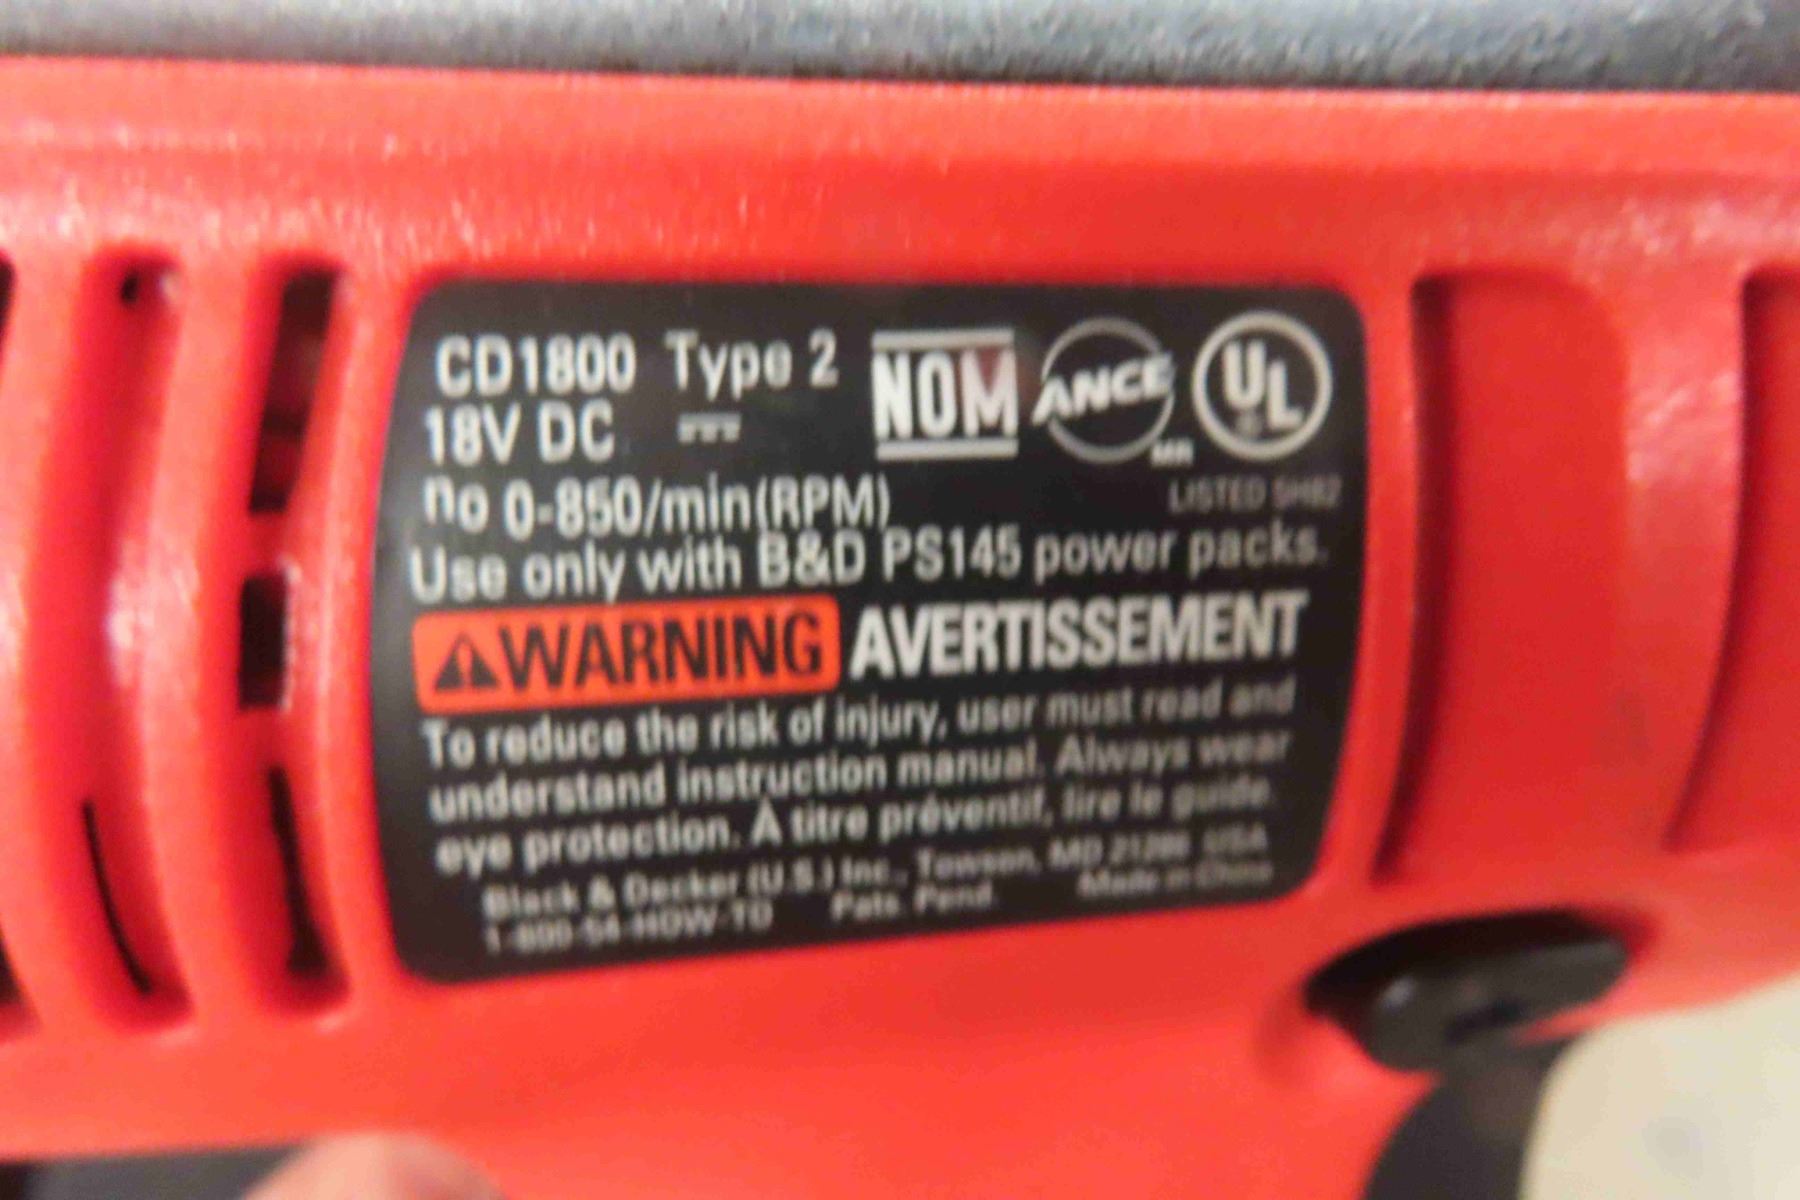 CD1800 Type 2
NOM ANCE UL
18V DC
MR
no 0-850/min(RPM)
LISTED
Use only with B&D PS145 power packs.
WARNING AVERTISSEMENT
To reduce the risk of injury, user must read and
understand instruction manual. Always wear
eye protection. À titre préventif, lire le guide.
Black & Decker (U.S.) Inc., Towson, MD 21286 USA
1-800-54-HOW-TO Pats. Pend. Made in China